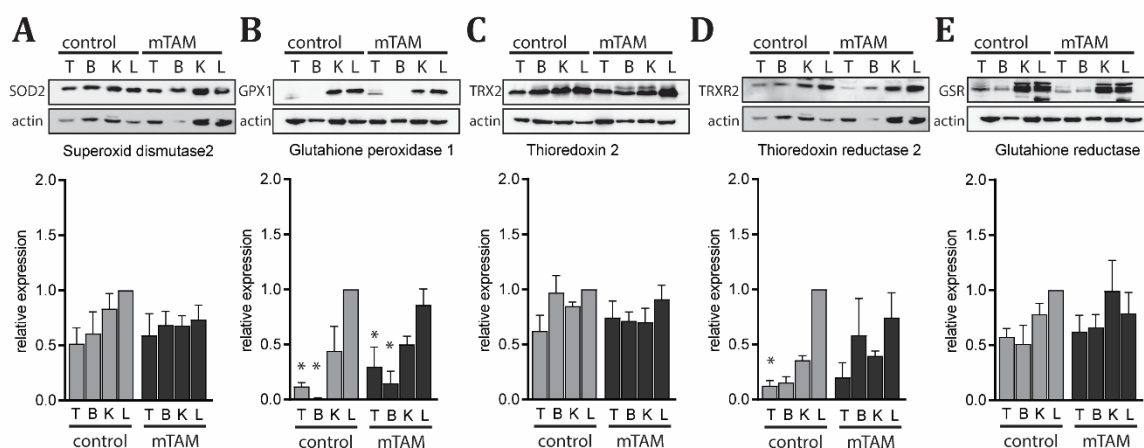 A B C D E
control mTAM control mTAM control mTAM control mTAM control mTAM
T B K L T B K L T B K L T B K L T B K L T B K L T B K L T B K L T B K L T B K L
SOD2 GPX1 TRX2 TRXR2 GSR
actin actin actin actin actin
Superoxid dismutase2 Glutahione peroxidase 1 Thioredoxin 2 Thioredoxin reductase 2 Glutathione reductase
2.0 2.0 2.0 2.0 2.0
1.5 1.5 1.5 1.5 1.5
1.0 1.0 1.0 1.0 1.0
0.5 0.5 0.5 0.5 0.5
0.0 0.0 0.0 0.0 0.0
relative expression relative expression relative expression relative expression relative expression
* * * * *
T B K L T B K L T B K L T B K L T B K L T B K L T B K L T B K L T B K L T B K L
control mTAM control mTAM control mTAM control mTAM control mTAM